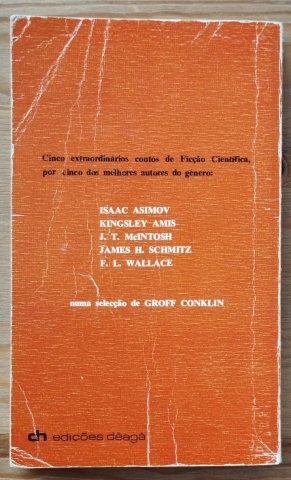 Cinco extraordinários contos de Ficção Científica,
por cinco dos melhores autores do género:
ISAAC ASIMOV
KINGSLEY AMIS
J. T. McINTOSH
JAMES H. SCHMITZ
F. L. WALLACE
numa selecção de GROFF CONKLIN
dh edições dêagá